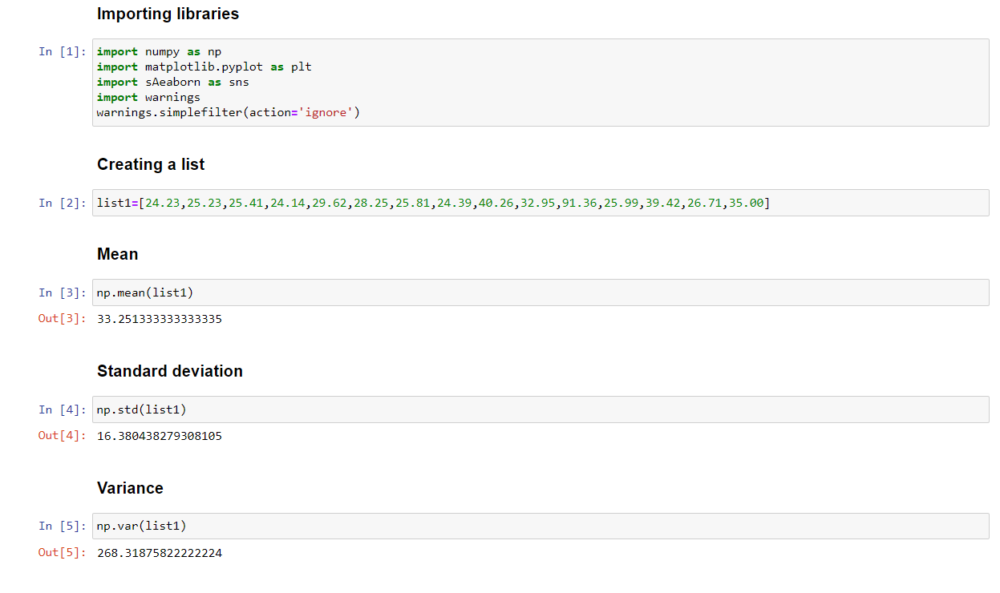 Importing libraries
In [1]: import numpy as np
import matplotlib.pyplot as plt
import sAeaborn as sns
import warnings
warnings.simplefilter(action='ignore')
Creating a list
In [2]: list1=[24.23,25.23,25.41,24.14,29.62,28.25,25.81,24.39,40.26,32.95,91.36,25.99,39.42,26.71,35.00]
Mean
In [3]: np.mean(list1)
Out[3]: 33.251333333333335
Standard deviation
In [4]: np.std(list1)
Out[4]: 16.380438279308105
Variance
In [5]: np.var(list1)
Out[5]: 268.31875822222224